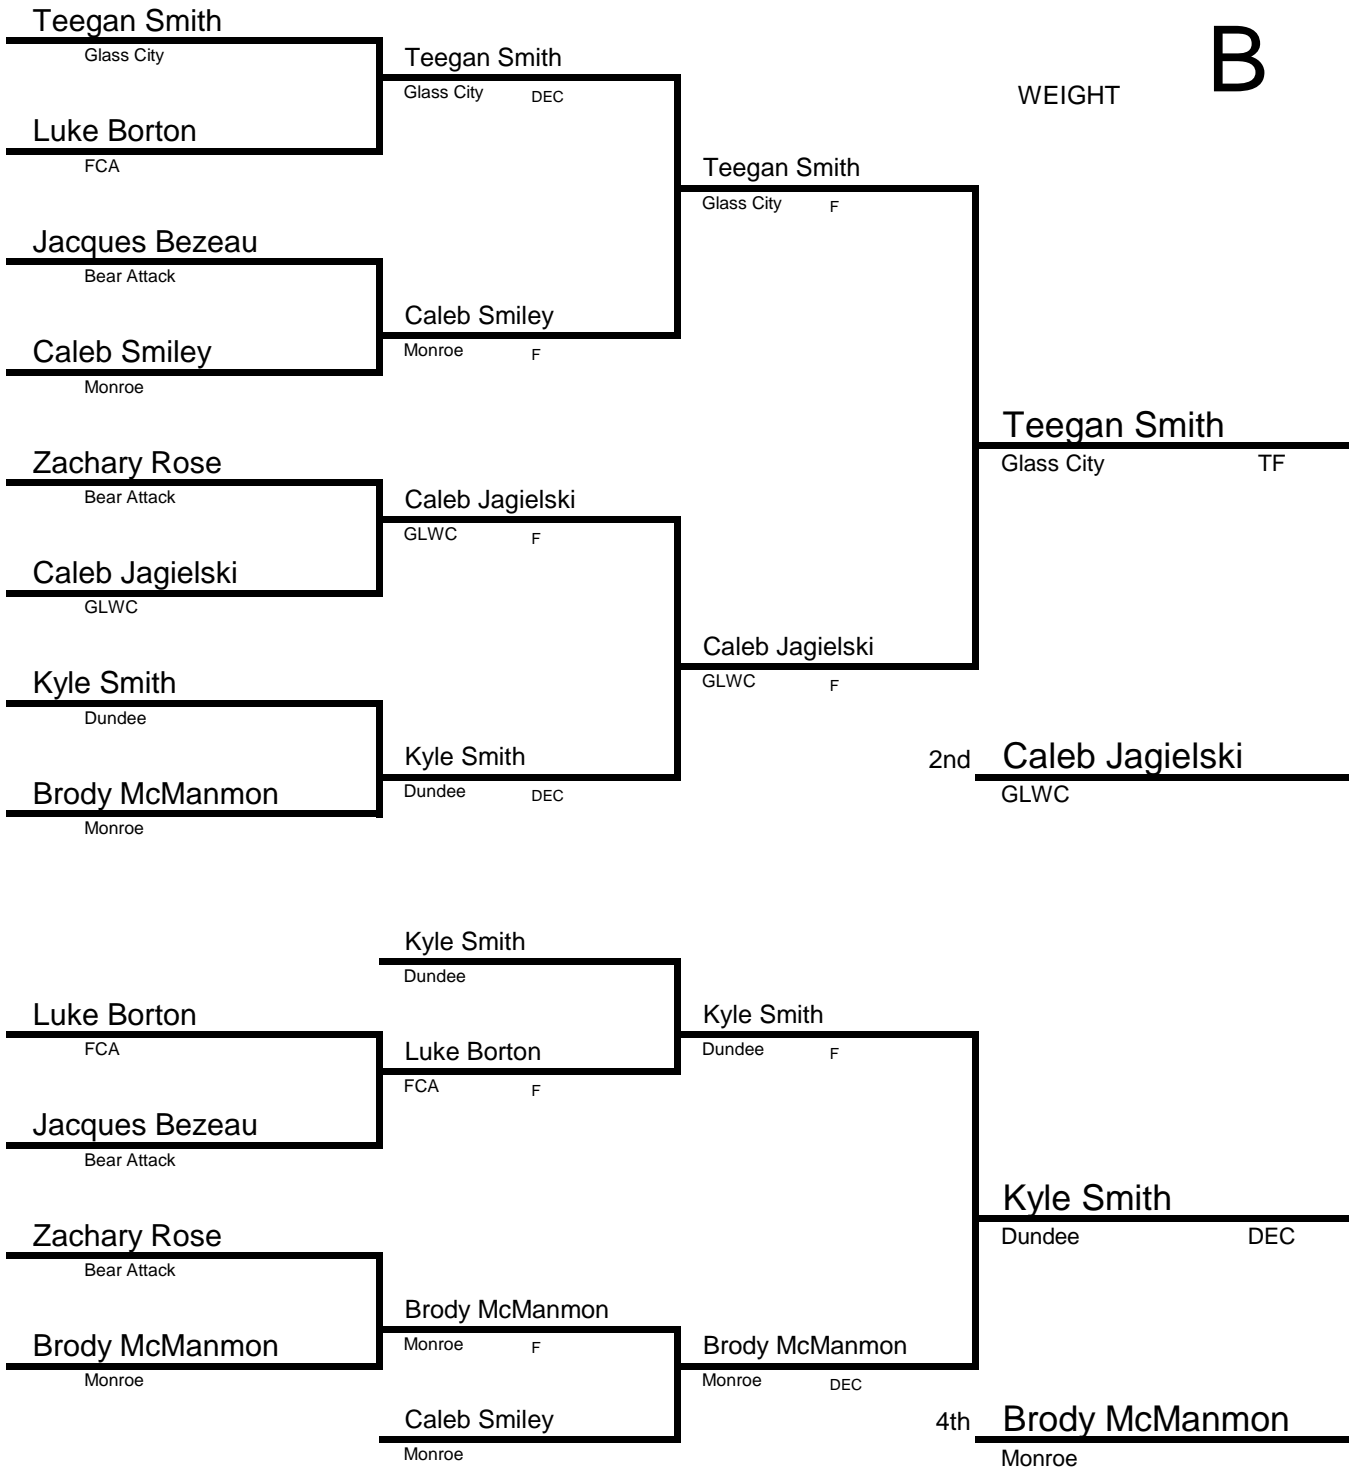 Teegan Smith
Glass City
Luke Borton
FCA
Jacques Bezeau
Bear Attack
Caleb Smiley
Monroe
Zachary Rose
Bear Attack
Caleb Jagielski
GLWC
Kyle Smith
Dundee
Brody McManmon
Monroe
Teegan Smith
Glass City DEC
Caleb Smiley
Monroe F
Caleb Jagielski
GLWC F
Kyle Smith
Dundee DEC
Teegan Smith
Glass City F
Caleb Jagielski
GLWC F
WEIGHT B
Teegan Smith
Glass City TF
2nd Caleb Jagielski
GLWC
Luke Borton
FCA
Jacques Bezeau
Bear Attack
Zachary Rose
Bear Attack
Brody McManmon
Monroe
Kyle Smith
Dundee
Luke Borton
FCA F
Brody McManmon
Monroe F
Caleb Smiley
Monroe
Kyle Smith
Dundee F
Brody McManmon
Monroe DEC
Kyle Smith
Dundee DEC
4th Brody McManmon
Monroe